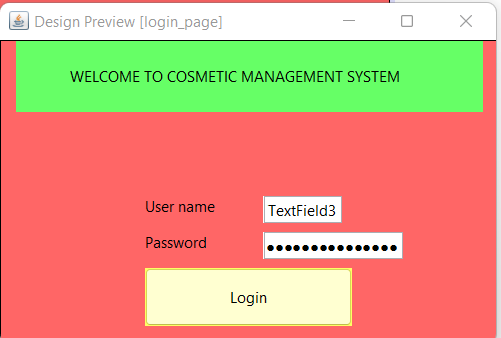 Design Preview [login_page]
WELCOME TO COSMETIC MANAGEMENT SYSTEM
User name TextField3
Password ●●●●●●●●●●●●●●●
Login